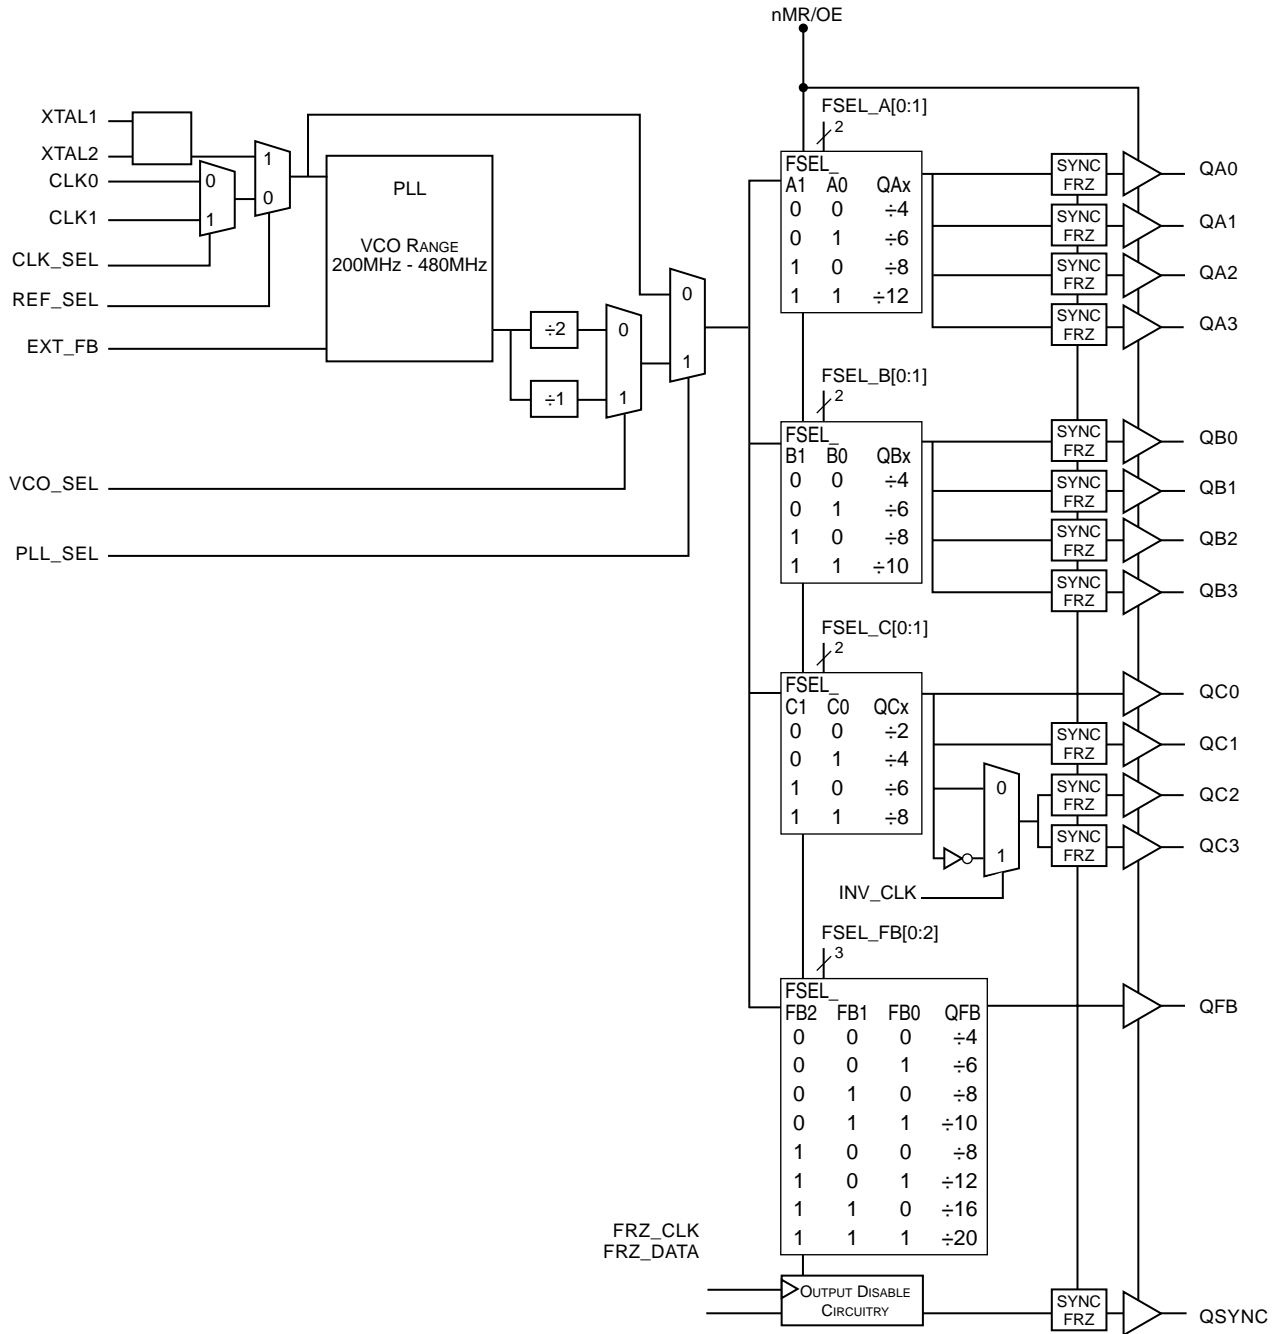 nMR/OE
XTAL1
XTAL2
CLK0
CLK1
CLK_SEL
REF_SEL
EXT_FB
VCO_SEL
PLL_SEL
0
1
1
0
PLL
VCO RANGE
200MHz - 480MHz
÷2
÷1
0
1
0
1
FSEL_A[0:1]
2
FSEL_
A1 A0 QAx
0 0 ÷4
0 1 ÷6
1 0 ÷8
1 1 ÷12
SYNC
FRZ
QA0
SYNC
FRZ
QA1
SYNC
FRZ
QA2
SYNC
FRZ
QA3
FSEL_B[0:1]
2
FSEL_
B1 B0 QBx
0 0 ÷4
0 1 ÷6
1 0 ÷8
1 1 ÷10
SYNC
FRZ
QB0
SYNC
FRZ
QB1
SYNC
FRZ
QB2
SYNC
FRZ
QB3
FSEL_C[0:1]
2
FSEL_
C1 C0 QCx
0 0 ÷2
0 1 ÷4
1 0 ÷6
1 1 ÷8
0
1
INV_CLK
QC0
SYNC
FRZ
QC1
SYNC
FRZ
QC2
SYNC
FRZ
QC3
FSEL_FB[0:2]
3
FSEL_
FB2 FB1 FB0 QFB
0 0 0 ÷4
0 0 1 ÷6
0 1 0 ÷8
0 1 1 ÷10
1 0 0 ÷8
1 0 1 ÷12
1 1 0 ÷16
1 1 1 ÷20
QFB
FRZ_CLK
FRZ_DATA
OUTPUT DISABLE
CIRCUITRY
SYNC
FRZ
QSYNC